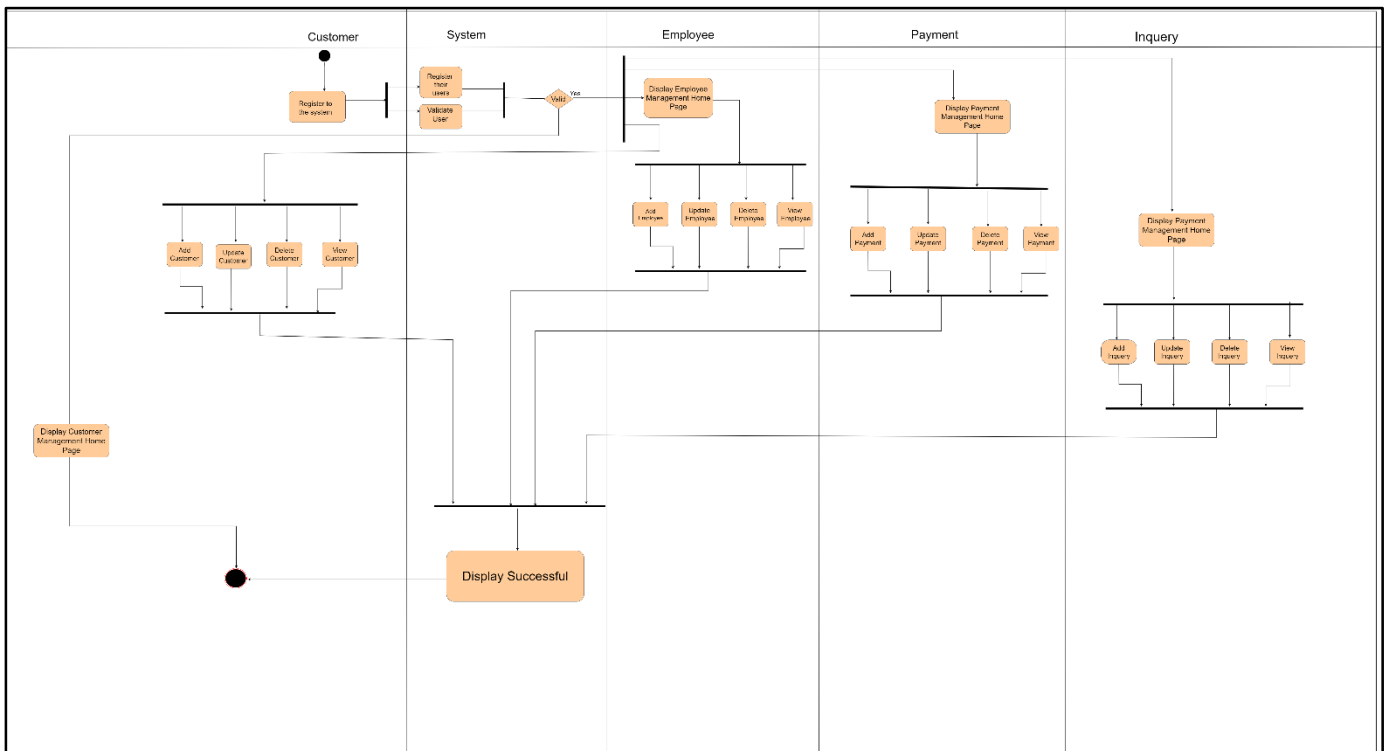 Customer
System
Employee
Payment
Inquery
Register to
the system
Register
their
users
Validate
User
Valid
Yes
Display Employee
Management Home
Page
Display Payment
Management Home
Page
Add
Employee
Update
Employee
Delete
Employee
View
Employee
Add
Payment
Update
Payment
Delete
Payment
View
Payment
Display Payment
Management Home
Page
Add
Customer
Update
Customer
Delete
Customer
View
Customer
Add
Inquery
Update
Inquery
Delete
Inquery
View
Inquery
Display Customer
Management Home
Page
Display Successful